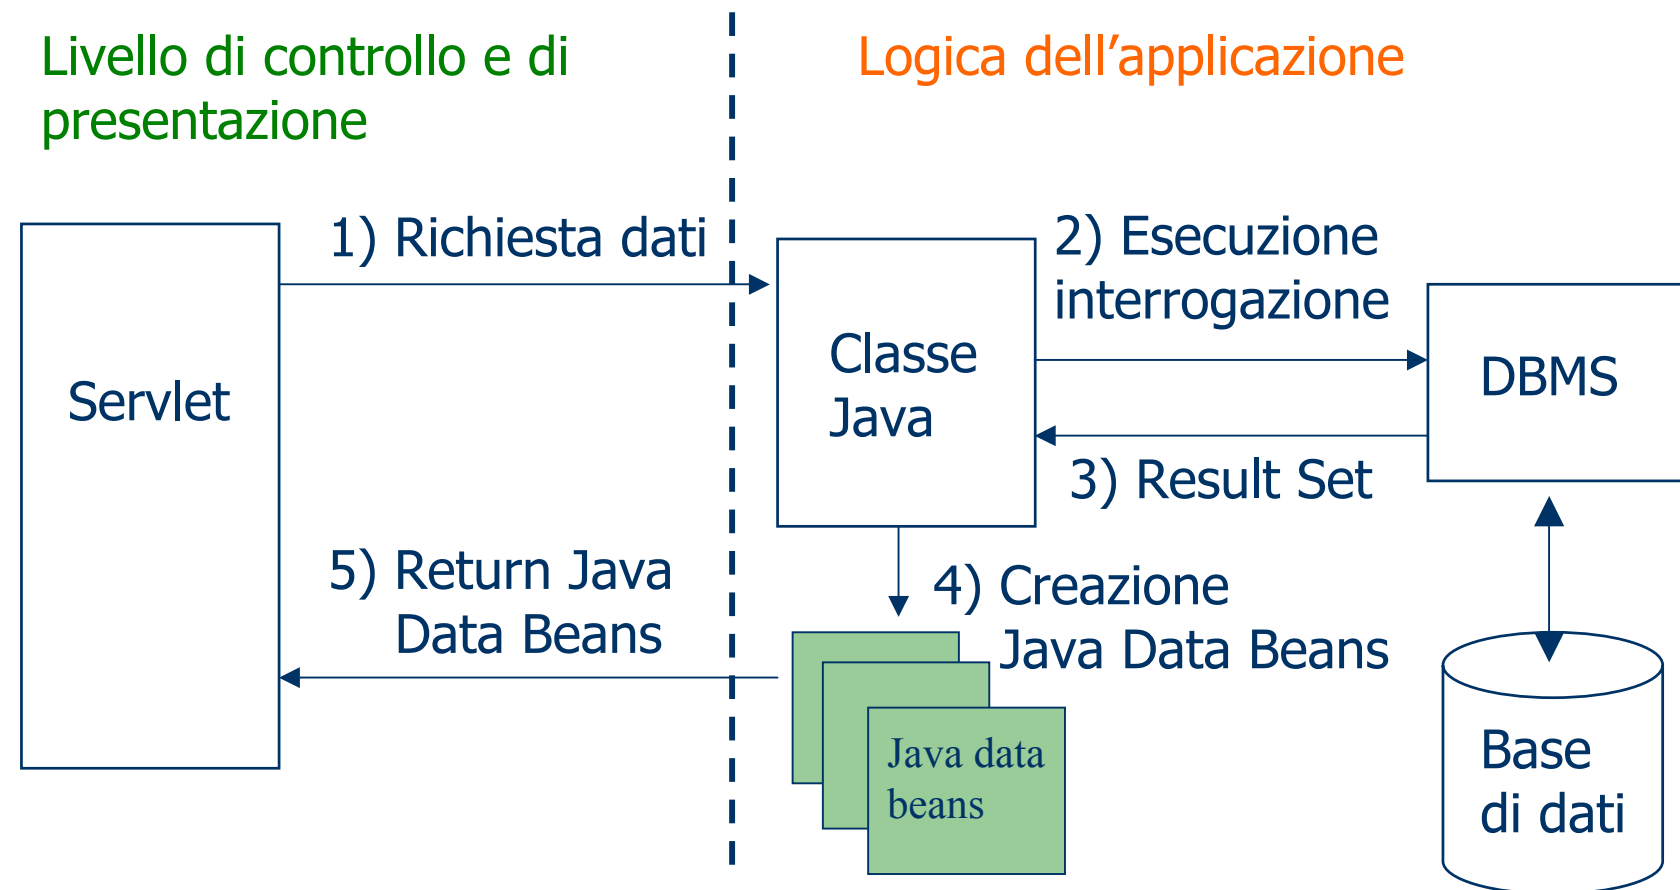 Livello di controllo e di
presentazione
Logica dell’applicazione
1) Richiesta dati
2) Esecuzione
interrogazione
Servlet
Classe
Java
DBMS
3) Result Set
5) Return Java
Data Beans
4) Creazione
Java Data Beans
Java data
beans
Base
di dati